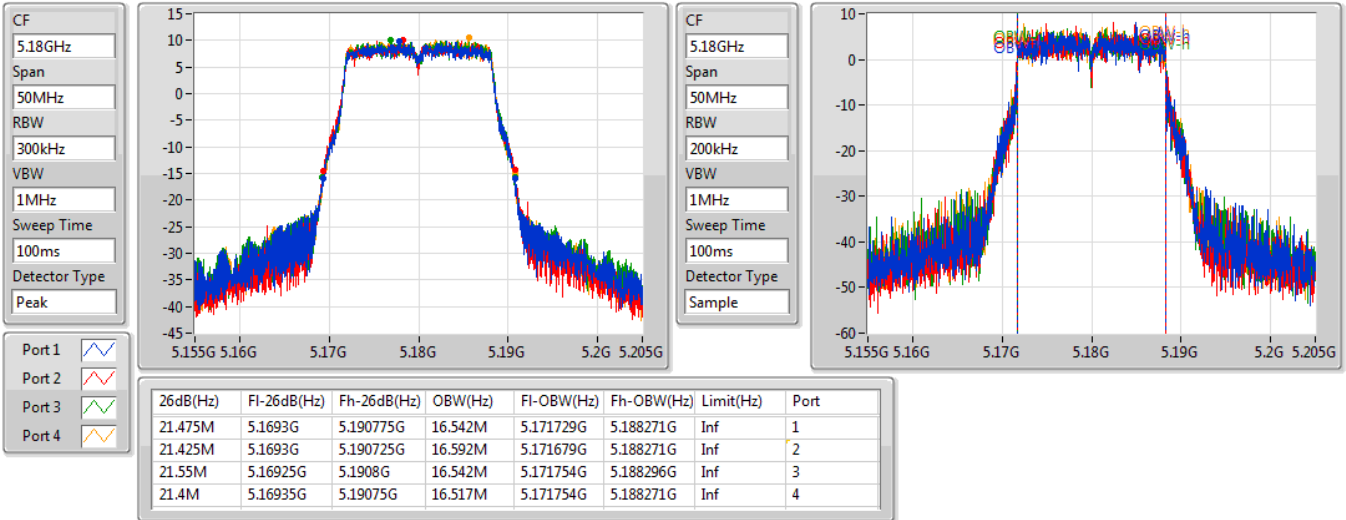 CF
5.18GHz
Span
50MHz
RBW
300kHz
VBW
1MHz
Sweep Time
100ms
Detector Type
Peak
15
10
5
0
-5
-10
-15
-20
-25
-30
-35
-40
-45
5.155G 5.16G 5.17G 5.18G 5.19G 5.2G 5.205G
CF
5.18GHz
Span
50MHz
RBW
200kHz
VBW
1MHz
Sweep Time
100ms
Detector Type
Sample
10
0
-10
-20
-30
-40
-50
-60
5.155G 5.16G 5.17G 5.18G 5.19G 5.2G 5.205G
Port 1
Port 2
Port 3
Port 4
26dB(Hz) Fl-26dB(Hz) Fh-26dB(Hz) OBW(Hz) Fl-OBW(Hz) Fh-OBW(Hz) Limit(Hz) Port
21.475M 5.1693G 5.190775G 16.542M 5.171729G 5.188271G Inf 1
21.425M 5.1693G 5.190725G 16.592M 5.171679G 5.188271G Inf 2
21.55M 5.16925G 5.1908G 16.542M 5.171754G 5.188296G Inf 3
21.4M 5.16935G 5.19075G 16.517M 5.171754G 5.188271G Inf 4